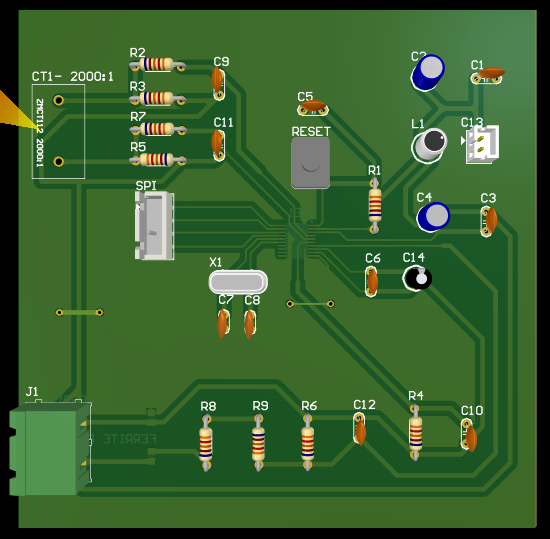 R2
C9
C2
C1
CT1- 2000:1
R3
C5
ZMCT112 2000:1
R7
C11
RESET
L1
C13
R5
R1
SPI
C4
C3
X1
C6
C14
C7
C8
J1
R8
R9
R6
C12
R4
C10
FERRITE